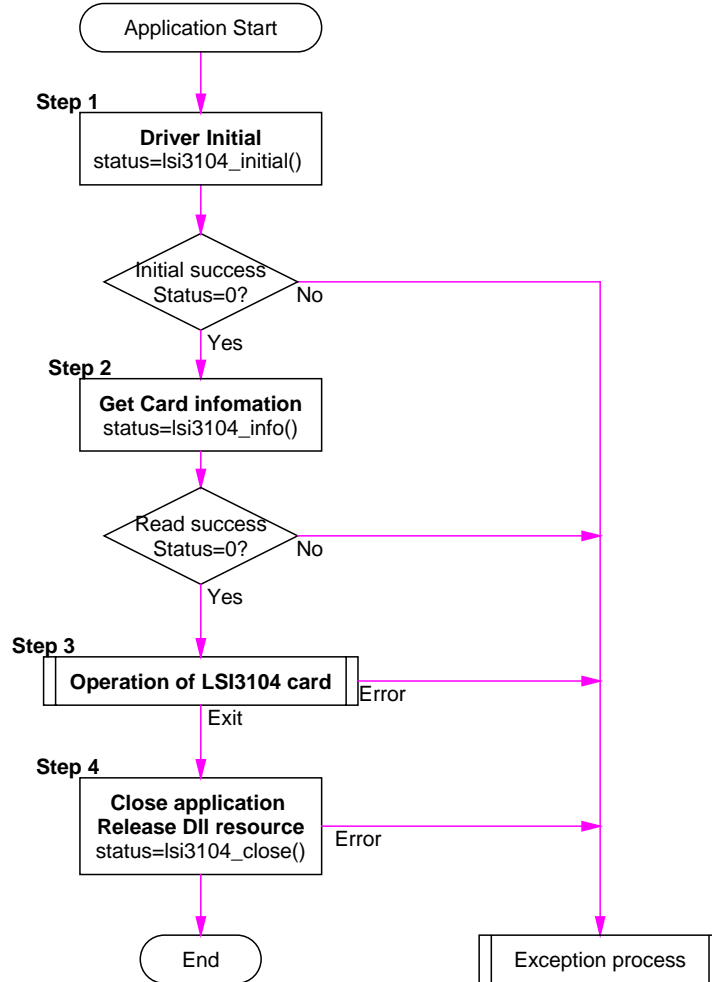 Application Start
Step 1
Driver Initial
status=lsi3104_initial()
Initial success
Status=0?
No
Yes
Step 2
Get Card infomation
status=lsi3104_info()
Read success
Status=0?
No
Yes
Step 3
Operation of LSI3104 card
Error
Exit
Step 4
Close application
Release Dll resource
status=lsi3104_close()
Error
End
Exception process